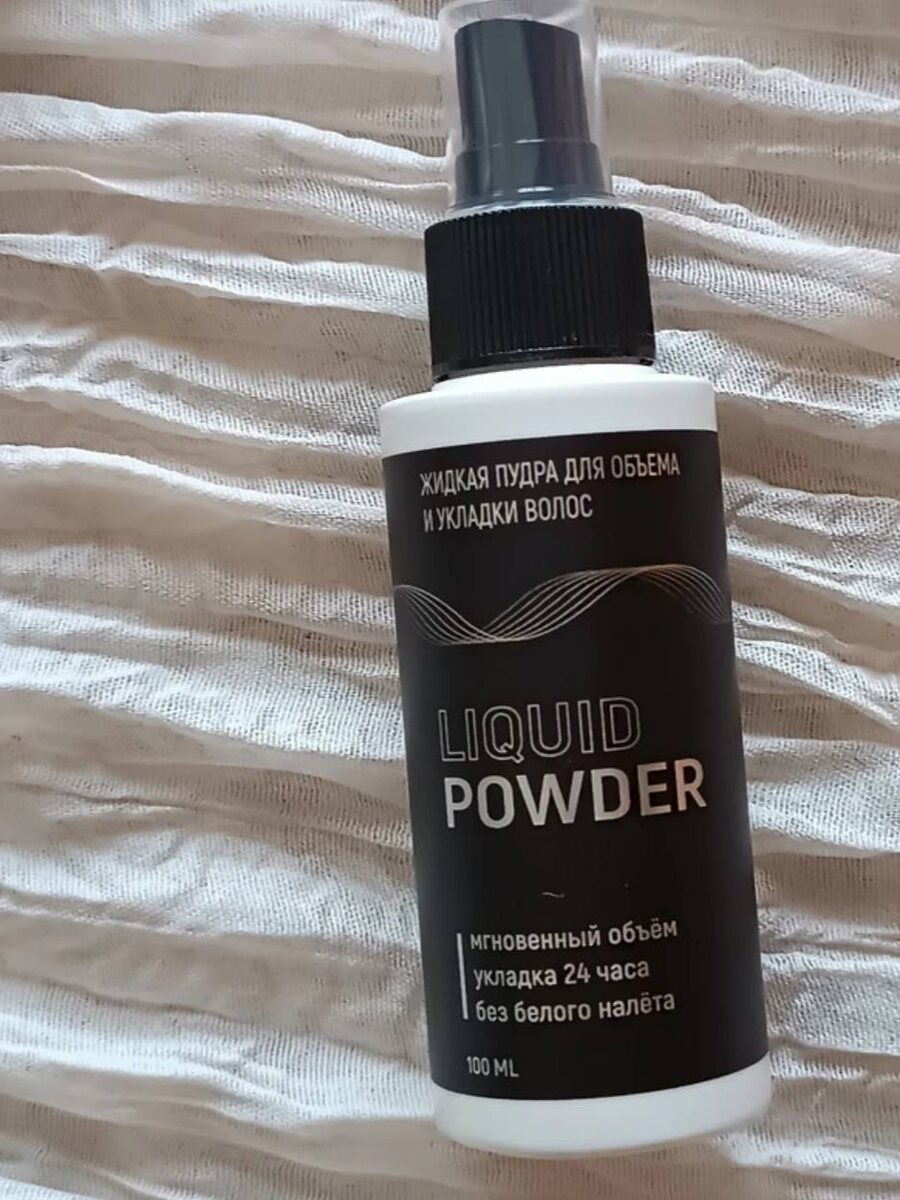 ЖИДКАЯ ПУДРА ДЛЯ ОБЪЕМА
И УКЛАДКИ ВОЛОС
LIQUID
POWDER
мгновенный объём
укладка 24 часа
без белого налёта
100 ML